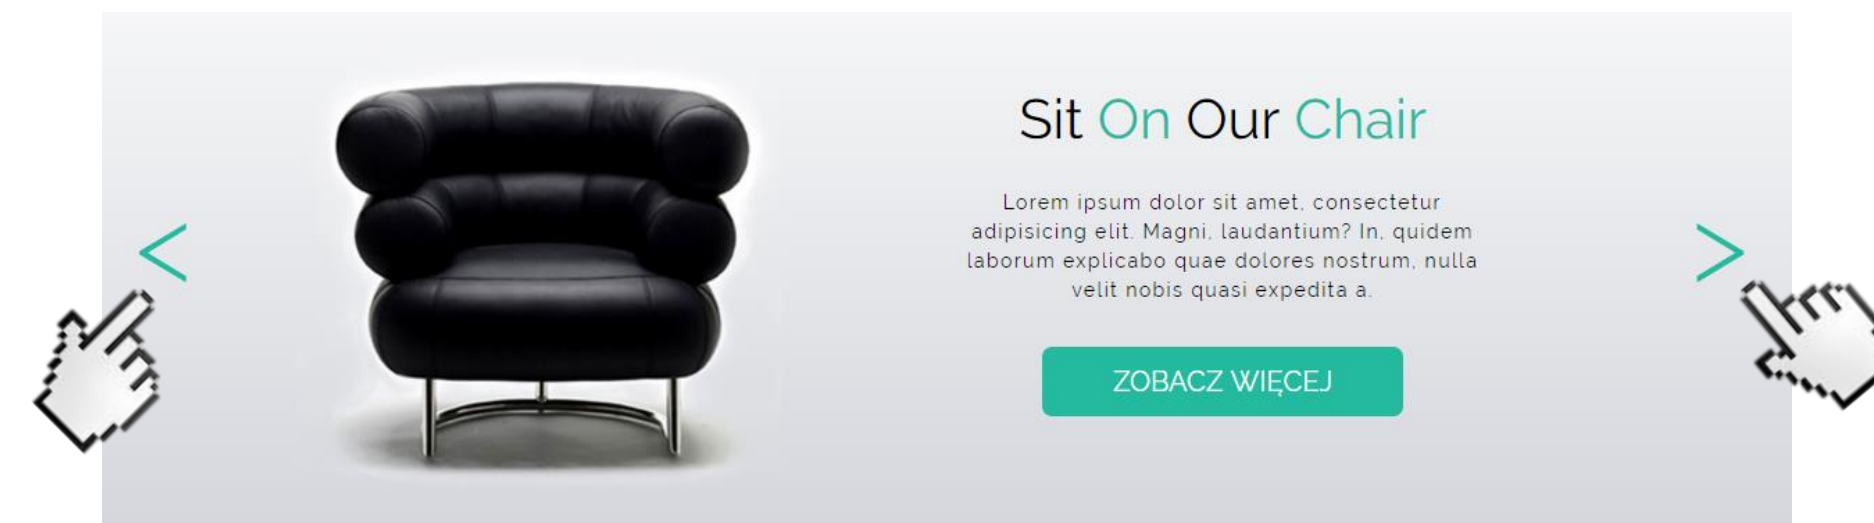 Sit On Our Chair
Lorem ipsum dolor sit amet, consectetur
adipisicing elit. Magni, laudantium? In, quidem
laborum explicabo quae dolores nostrum, nulla
velit nobis quasi expedita a.
< >
ZOBACZ WIĘCEJ